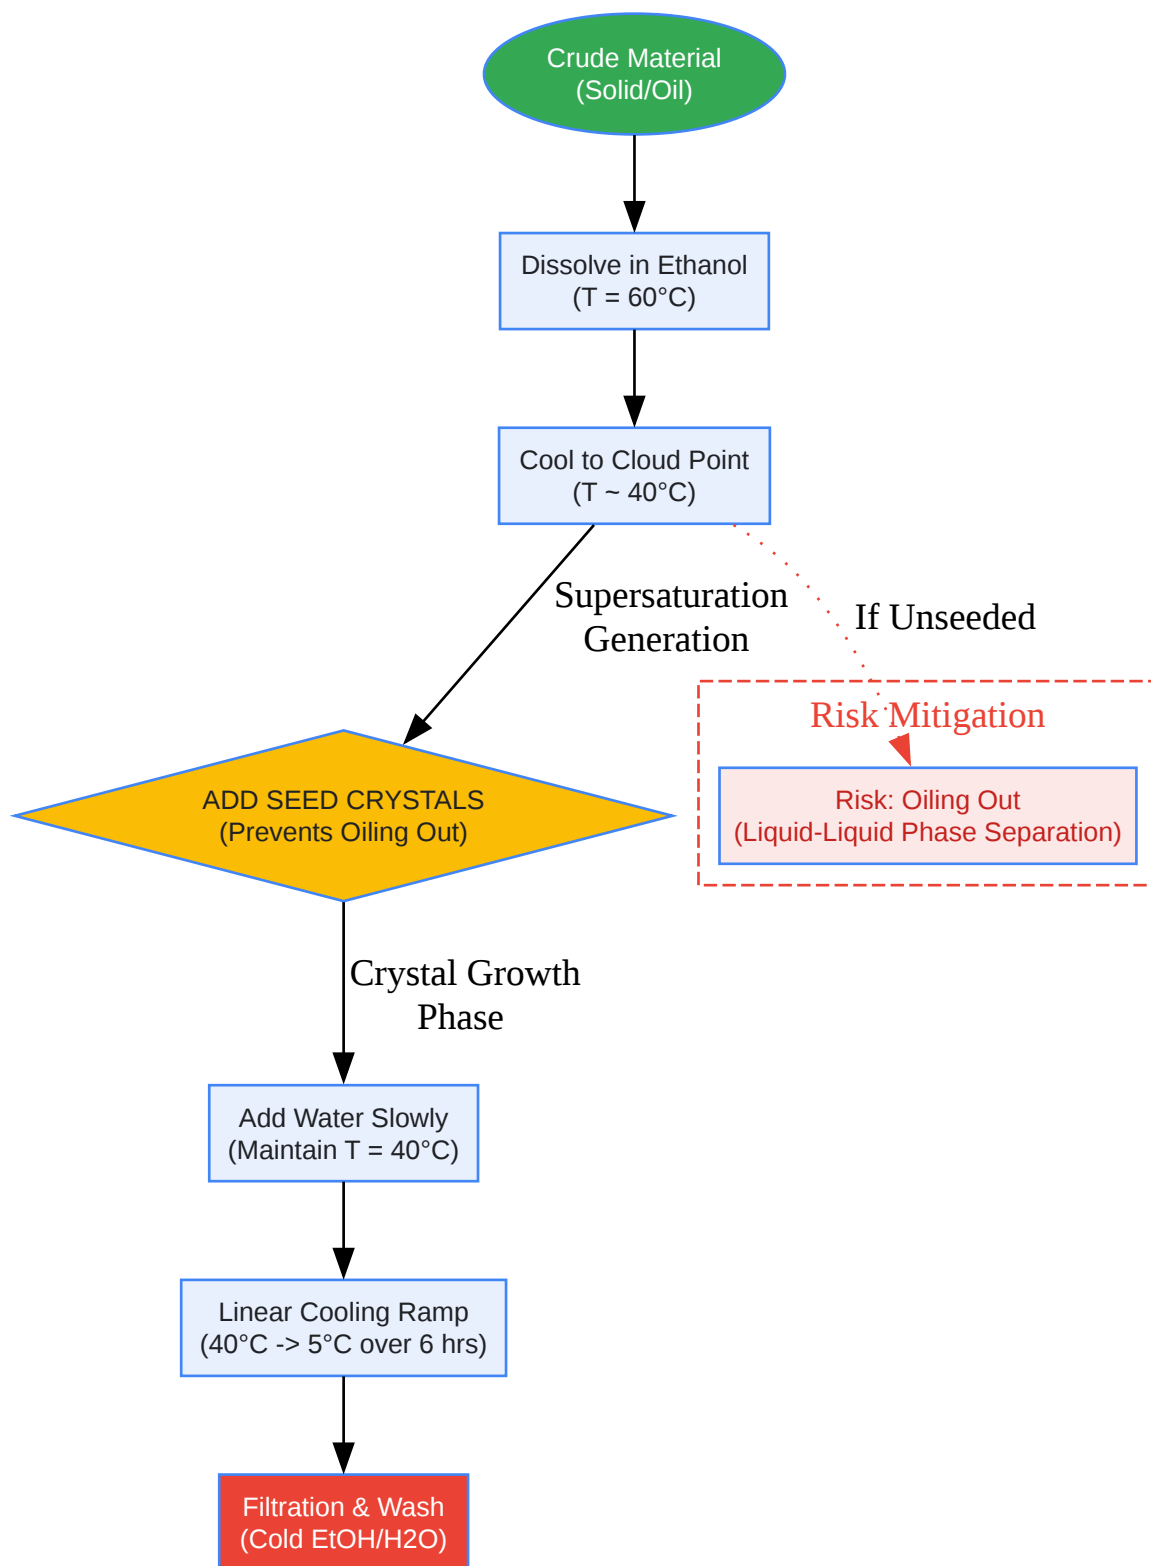 Crude Material
(Solid/Oil)
Dissolve in Ethanol
(T = 60°C)
Cool to Cloud Point
(T ~ 40°C)
Supersaturation
Generation
If Unseeded
Risk Mitigation
Risk: Oiling Out
(Liquid-Liquid Phase Separation)
ADD SEED CRYSTALS
(Prevents Oiling Out)
Crystal Growth
Phase
Add Water Slowly
(Maintain T = 40°C)
Linear Cooling Ramp
(40°C -> 5°C over 6 hrs)
Filtration & Wash
(Cold EtOH/H2O)